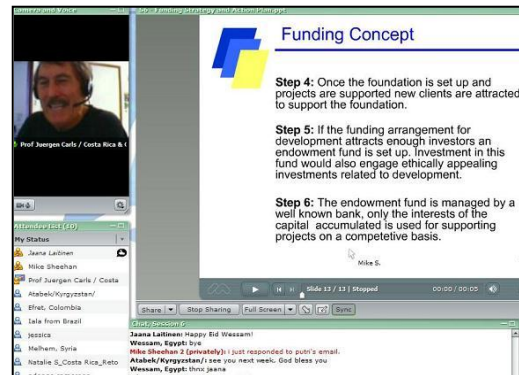 Camera and Voice
50 - Funding Strategy and Action Plan.ppt
Funding Concept
Step 4: Once the foundation is set up and
projects are supported new clients are attracted
to support the foundation.
Step 5: If the funding arrangement for
development attracts enough investors an
endowment fund is set up. Investment in this
fund would also engage ethically appealing
investments related to development.
Step 6: The endowment fund is managed by a
well known bank, only the interests of the
capital accumulated is used for supporting
projects on a competetive basis.
Mike S.
Slide 13 / 13 | Stopped
00:00 / 00:05
Share
Stop Sharing
Full Screen
Sync
Prof Juergen Carls / Costa Rica &
Attendee List (10)
My Status
Jaana Laitinen
Mike Sheehan
Prof Juergen Carls / Costa
Atabek/Kyrgyzstan/
Efret, Colombia
Iala from Brazil
jessica
Melhem, Syria
Natalie S_Costa Rica_Reto
Chat, Session 6
Jaana Laitinen: Happy Eid Wessam!
Wessam, Egypt: bye
Mike Sheehan 2 (privately): i just responded to putri's email.
Atabek/Kyrgyzstan/: see you next week. God bless you
Wessam, Egypt: thnx jaana